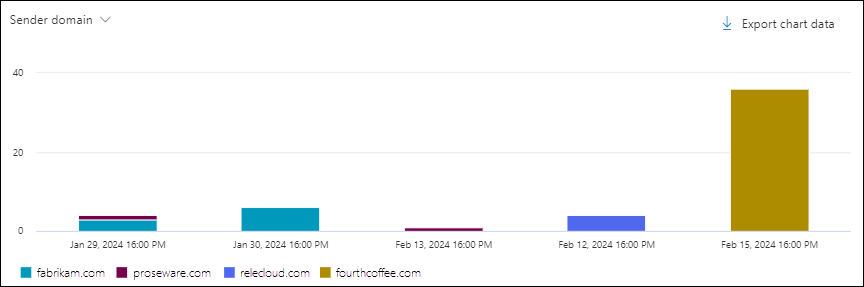 Sender domain
Export chart data
40
20
0
Jan 29, 2024 16:00 PM
Jan 30, 2024 16:00 PM
Feb 13, 2024 16:00 PM
Feb 12, 2024 16:00 PM
Feb 15, 2024 16:00 PM
fabrikam.com
proseware.com
relecloud.com
fourthcoffee.com